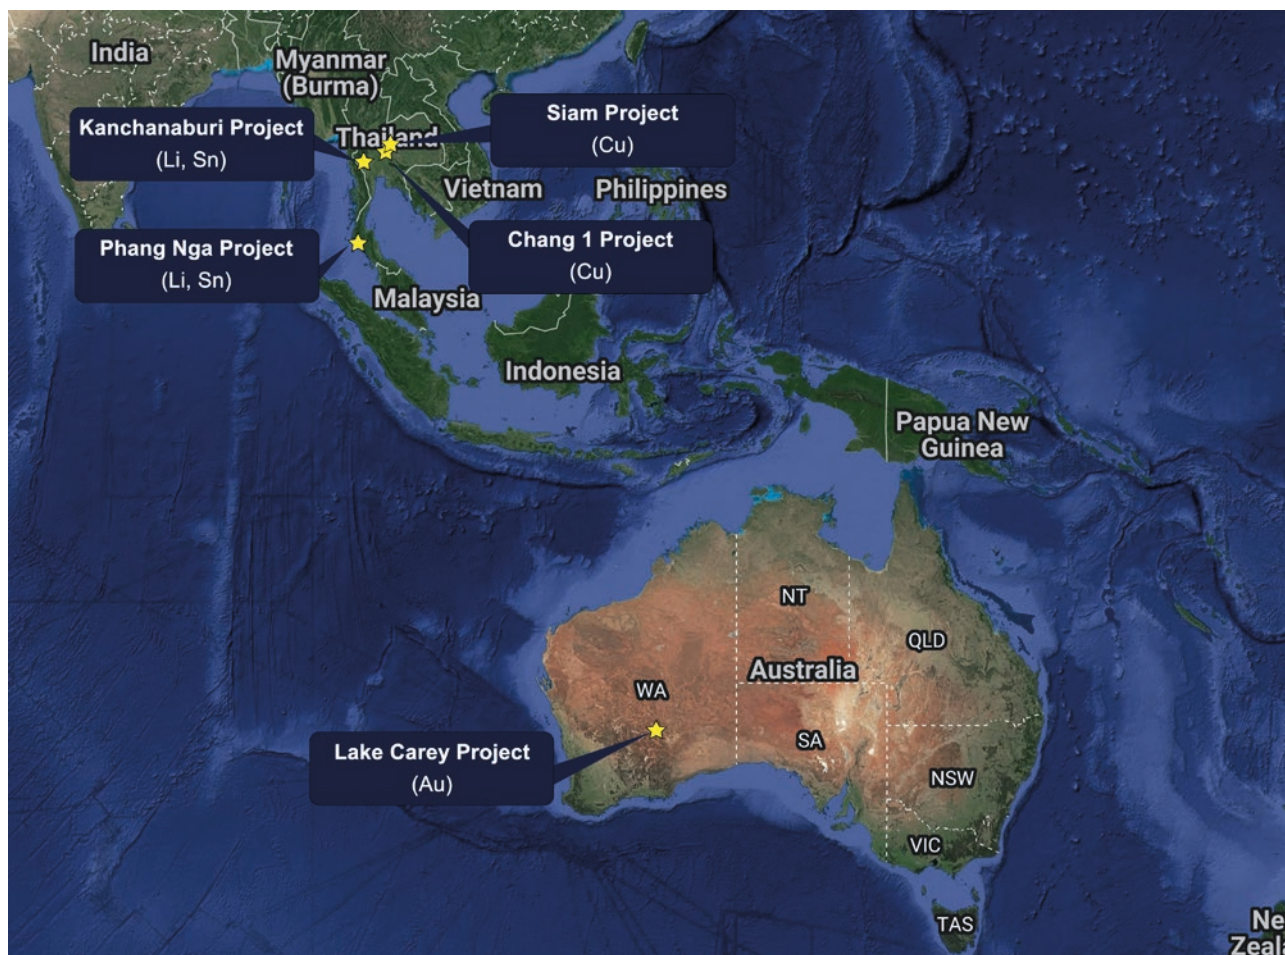 India
Myanmar
(Burma)
Kanchanaburi Project
(Li, Sn)
Thailand
Siam Project
(Cu)
Vietnam
Philippines
Phang Nga Project
(Li, Sn)
Chang 1 Project
(Cu)
Malaysia
Indonesia
Papua New
Guinea
NT
QLD
Australia
WA
Lake Carey Project
(Au)
SA
NSW
VIC
TAS
Ne
Zeala